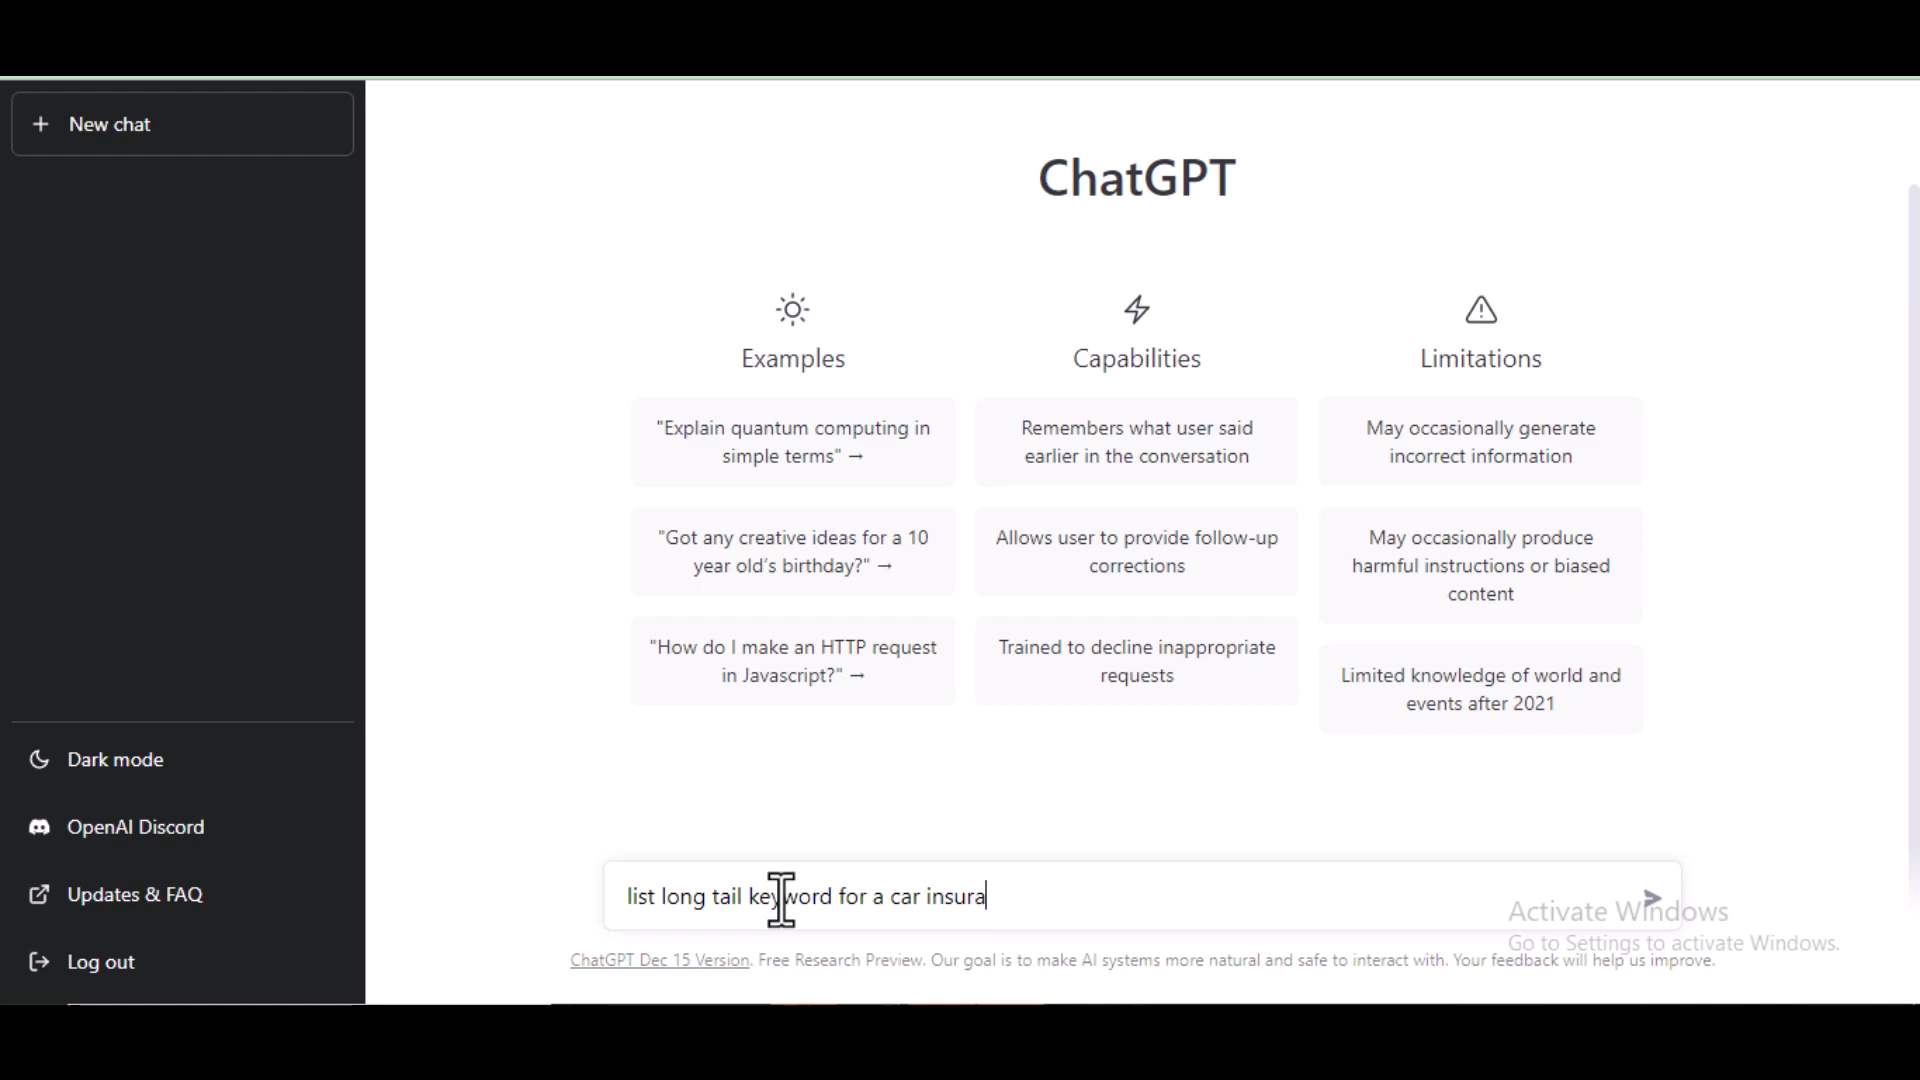 New chat
ChatGPT
Examples
Capabilities
Limitations
"Explain quantum computing in
simple terms" →
Remembers what user said
earlier in the conversation
May occasionally generate
incorrect information
"Got any creative ideas for a 10
year old's birthday?" →
Allows user to provide follow-up
corrections
May occasionally produce
harmful instructions or biased
content
"How do I make an HTTP request
in Javascript?" →
Trained to decline inappropriate
requests
Limited knowledge of world and
events after 2021
Dark mode
OpenAI Discord
Updates & FAQ
Log out
list long tail keyword for a car insura
Activate Windows
Go to Settings to activate Windows.
ChatGPT Dec 15 Version. Free Research Preview. Our goal is to make AI systems more natural and safe to interact with. Your feedback will help us improve.